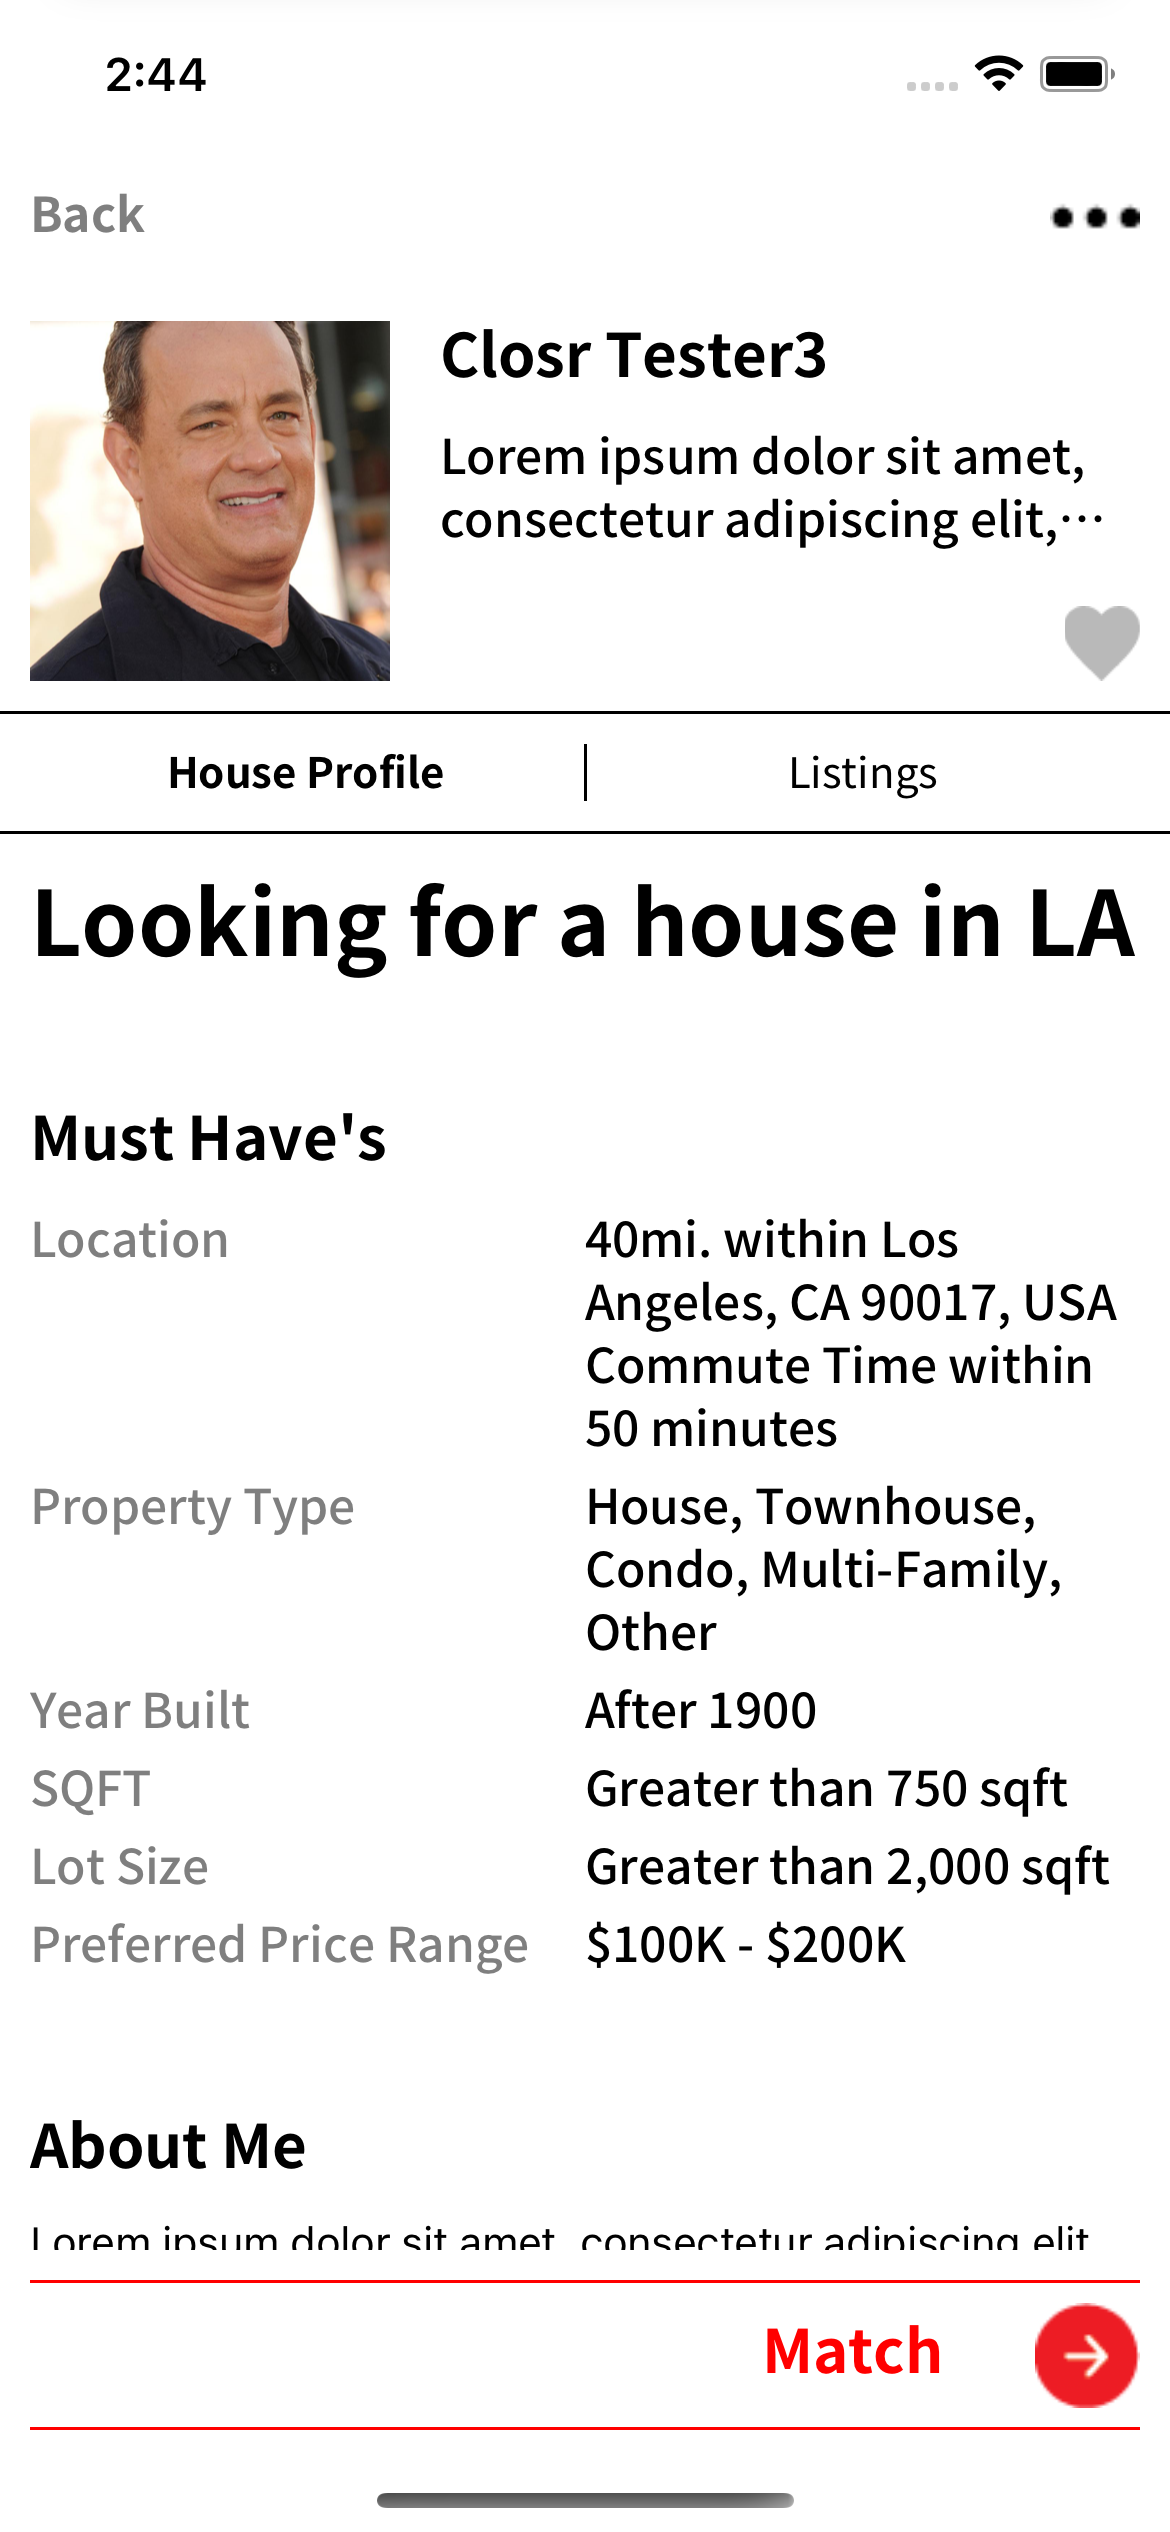 2:44
Back
Closr Tester3
Lorem ipsum dolor sit amet,
consectetur adipiscing elit,...
House Profile
Listings
Looking for a house in LA
Must Have's
Location
40mi. within Los
Angeles, CA 90017, USA
Commute Time within
50 minutes
Property Type
House, Townhouse,
Condo, Multi-Family,
Other
Year Built
After 1900
SQFT
Greater than 750 sqft
Lot Size
Greater than 2,000 sqft
Preferred Price Range
$100K - $200K
About Me
Lorem ipsum dolor sit amet, consectetur adipiscing elit
Match